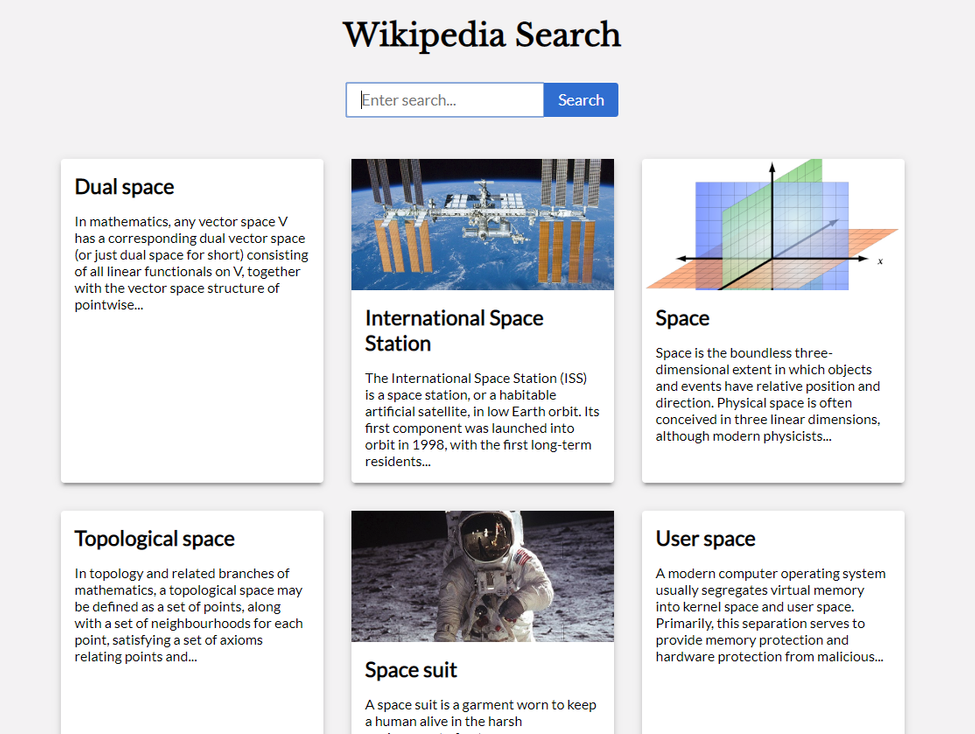 Wikipedia Search
Enter search...
Search
Dual space
In mathematics, any vector space V
has a corresponding dual vector space
(or just dual space for short) consisting
of all linear functionals on V, together
with the vector space structure of
pointwise...
International Space
Station
The International Space Station (ISS)
is a space station, or a habitable
artificial satellite, in low Earth orbit. Its
first component was launched into
orbit in 1998, with the first long-term
residents...
x
Space
Space is the boundless three-
dimensional extent in which objects
and events have relative position and
direction. Physical space is often
conceived in three linear dimensions,
although modern physicists...
Topological space
In topology and related branches of
mathematics, a topological space may
be defined as a set of points, along
with a set of neighbourhoods for each
point, satisfying a set of axioms
relating points and...
Space suit
A space suit is a garment worn to keep
a human alive in the harsh
User space
A modern computer operating system
usually segregates virtual memory
into kernel space and user space.
Primarily, this separation serves to
provide memory protection and
hardware protection from malicious...